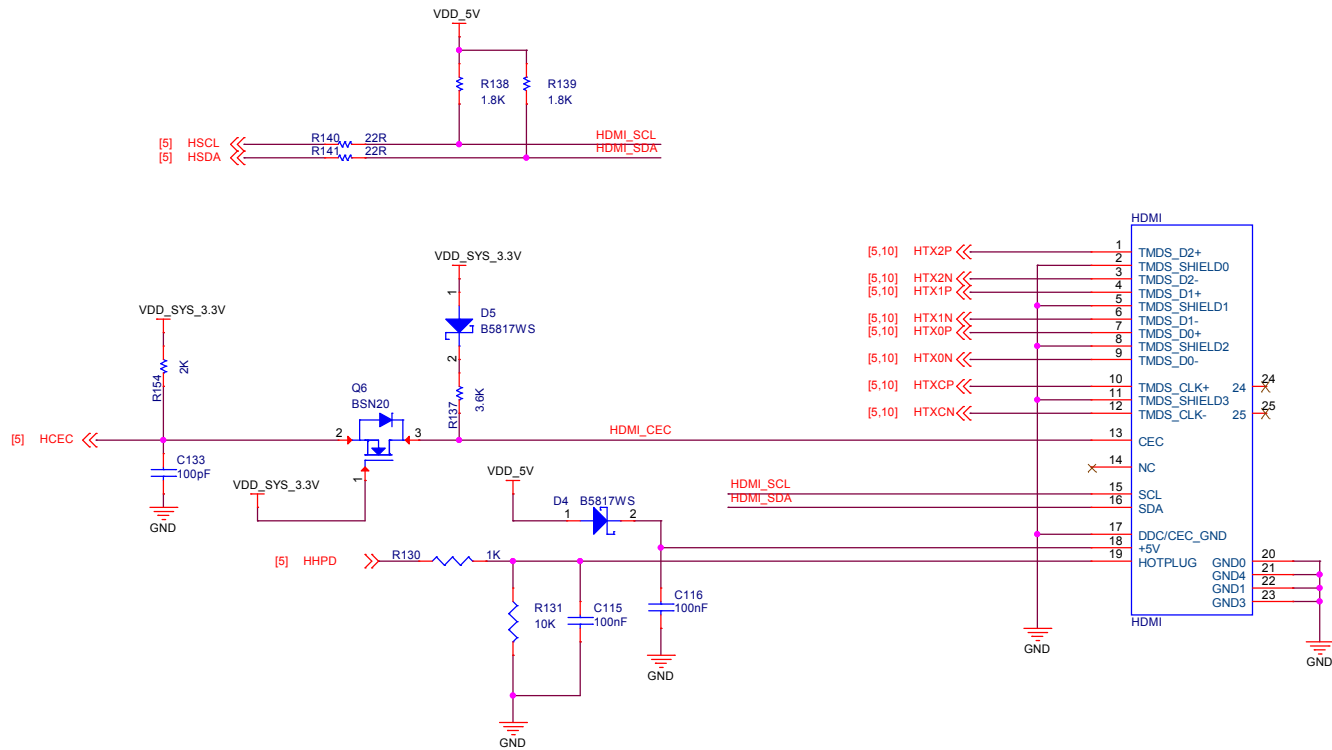 VDD_5V
R138
1.8K
R139
1.8K
[5] HSCL
R140
22R
HDMI_SCL
[5] HSDA
R141
22R
HDMI_SDA
VDD_SYS_3.3V
1
D5
B5817WS
2
R137
3.6K
VDD_SYS_3.3V
R154
2K
Q6
BSN20
2
3
1
[5] HCEC
HDMI_CEC
C133
100pF
GND
VDD_SYS_3.3V
VDD_5V
D4
B5817WS
1
2
[5] HHPD
R130
1K
R131
10K
C115
100nF
C116
100nF
GND
GND
HDMI_SCL
HDMI_SDA
HDMI
[5,10] HTX2P
1
TMDS_D2+
2
TMDS_SHIELD0
[5,10] HTX2N
3
TMDS_D2-
[5,10] HTX1P
4
TMDS_D1+
5
TMDS_SHIELD1
[5,10] HTX1N
6
TMDS_D1-
[5,10] HTX0P
7
TMDS_D0+
8
TMDS_SHIELD2
[5,10] HTX0N
9
TMDS_D0-
[5,10] HTXCP
10
TMDS_CLK+
24
24
11
TMDS_SHIELD3
[5,10] HTXCN
12
TMDS_CLK-
25
25
13
CEC
14
NC
15
SCL
16
SDA
17
DDC/CEC_GND
18
+5V
19
HOTPLUG
GND0
20
GND4
21
GND1
22
GND3
23
HDMI
GND
GND